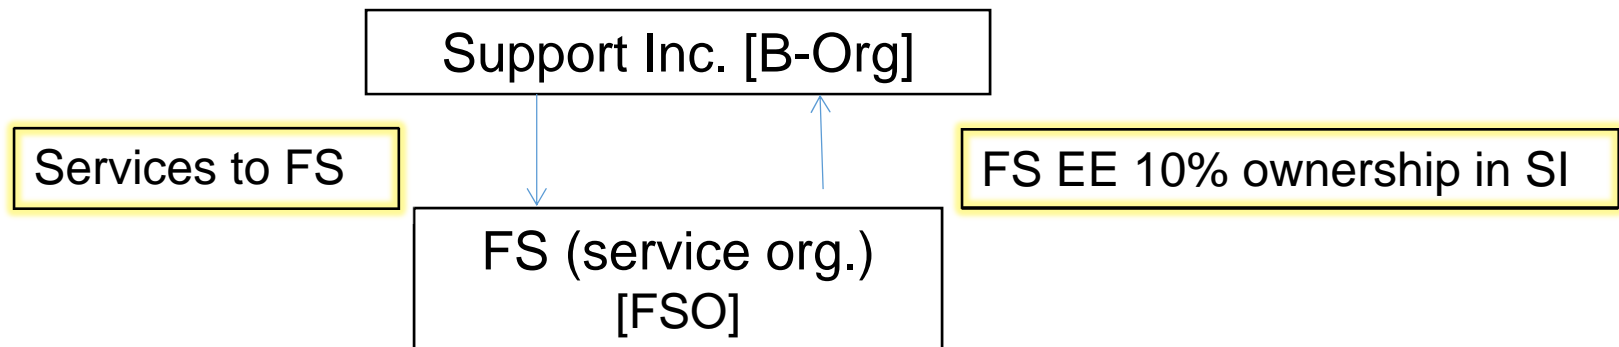 Support Inc. [B-Org]
Services to FS
FS EE 10% ownership in SI
FS (service org.)
[FSO]